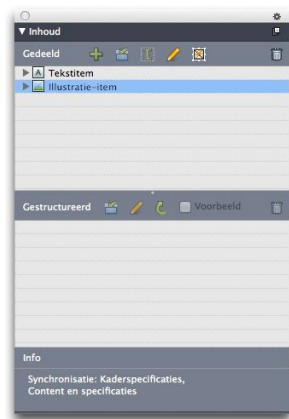 Inhoud
Gedeeld
A Tekstitem
Illustratie-item
Gestructureerd Voorbeeld
Info
Synchronisatie: Kaderspecificaties,
Content en specificaties